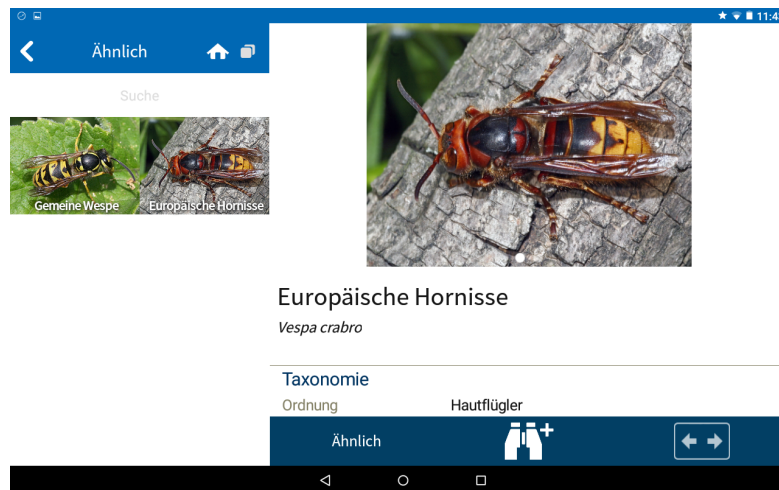 11:4
Ähnlich
Suche
Gemeine Wespe
Europäische Hornisse
Europäische Hornisse
Vespa crabro
Taxonomie
Ordnung Hautflügler
Ähnlich